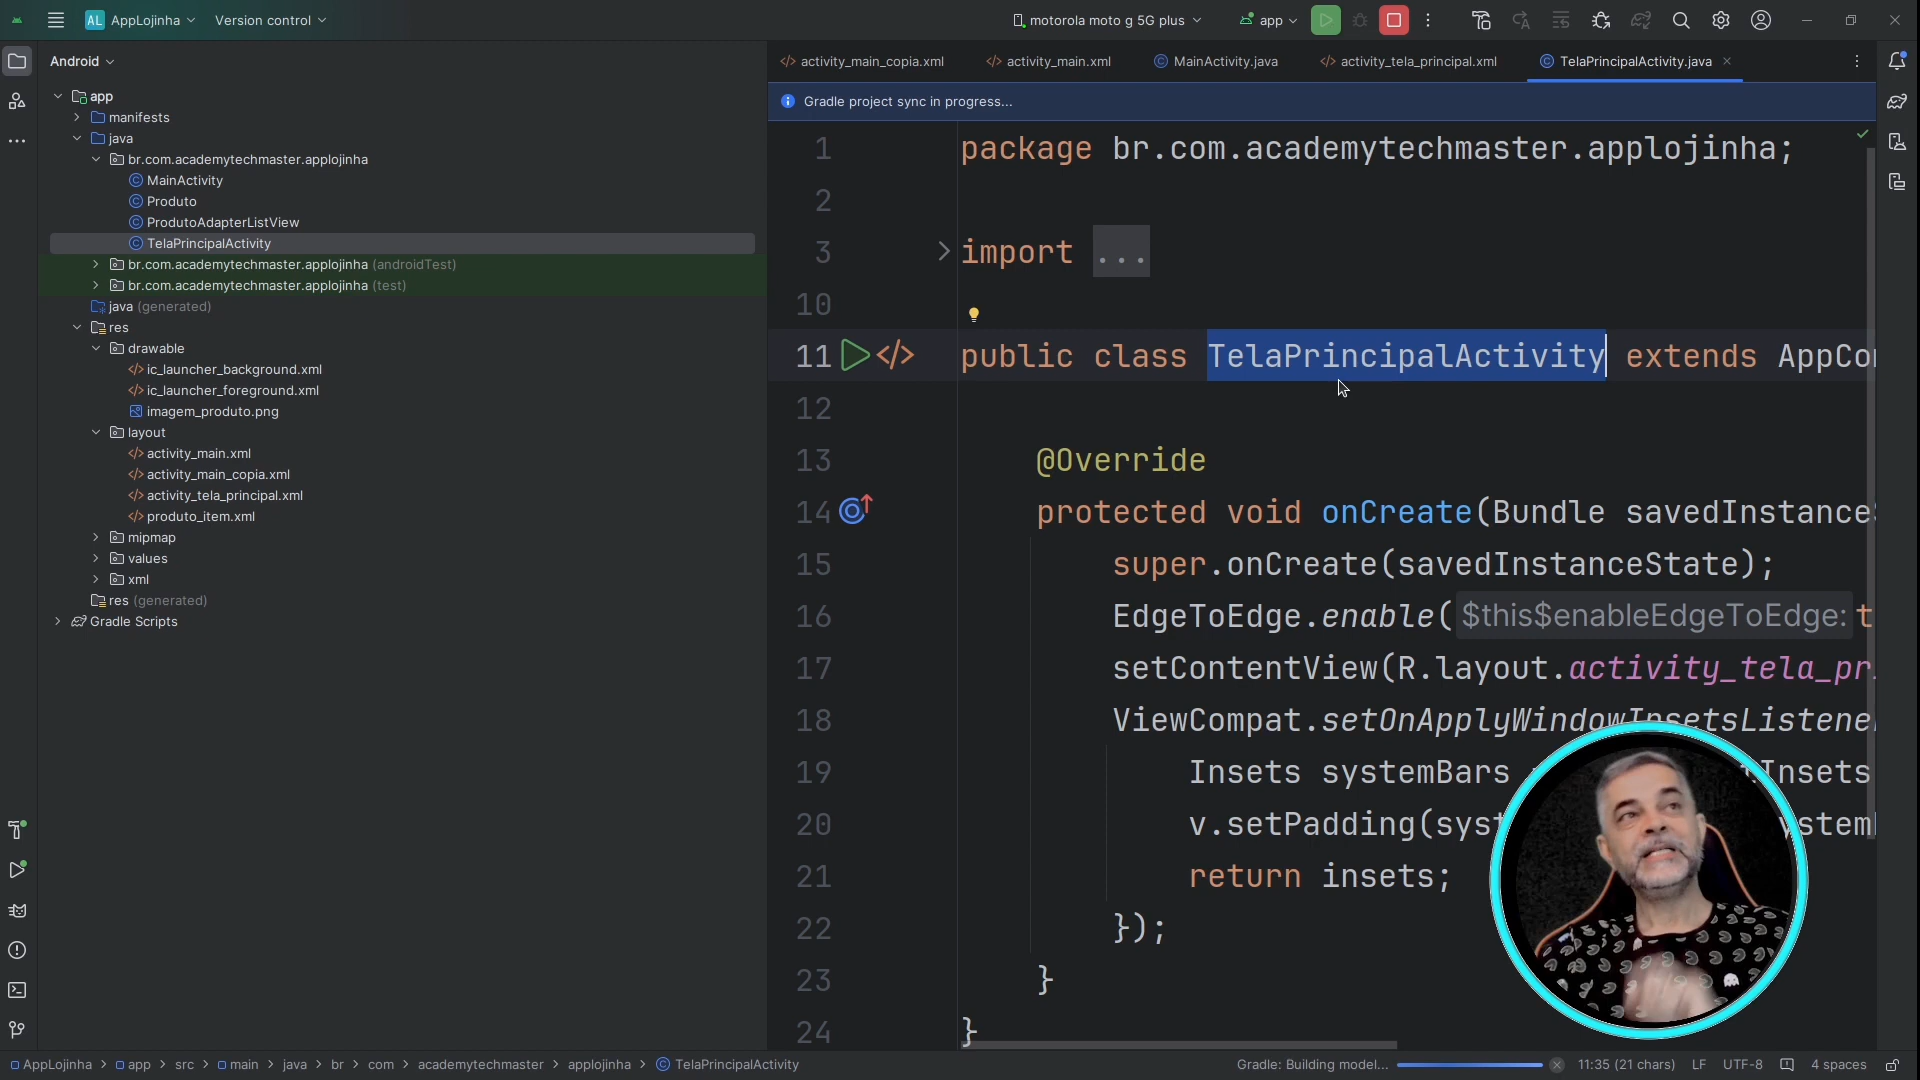 AL AppLojinha Version control motorola moto g 5G plus app
Android
app
manifests
java
br.com.academytechmaster.applojinha
MainActivity
Produto
ProdutoAdapterListView
TelaPrincipalActivity
br.com.academytechmaster.applojinha (androidTest)
br.com.academytechmaster.applojinha (test)
java (generated)
res
drawable
ic_launcher_background.xml
ic_launcher_foreground.xml
imagem_produto.png
layout
activity_main.xml
activity_main_copia.xml
activity_tela_principal.xml
produto_item.xml
mipmap
values
xml
res (generated)
Gradle Scripts
activity_main_copia.xml activity_main.xml MainActivity.java activity_tela_principal.xml TelaPrincipalActivity.java
Gradle project sync in progress...
1 package br.com.academytechmaster.applojinha;
2
3 import ...
10
11 public class TelaPrincipalActivity extends AppCo
12
13 @Override
14 protected void onCreate(Bundle savedInstanceS
15 super.onCreate(savedInstanceState);
16 EdgeToEdge.enable( $this$enableEdgeToEdge: t
17 setContentView(R.layout.activity_tela_pr
18 ViewCompat.setOnApplyWindowInsetsListene
19 Insets systemBars Insets
20 v.setPadding(syst ystem
21 return insets;
22 });
23 }
24 }
AppLojinha > app > src > main > java > br > com > academytechmaster > applojinha > TelaPrincipalActivity Gradle: Building model... 11:35 (21 chars) LF UTF-8 4 spaces